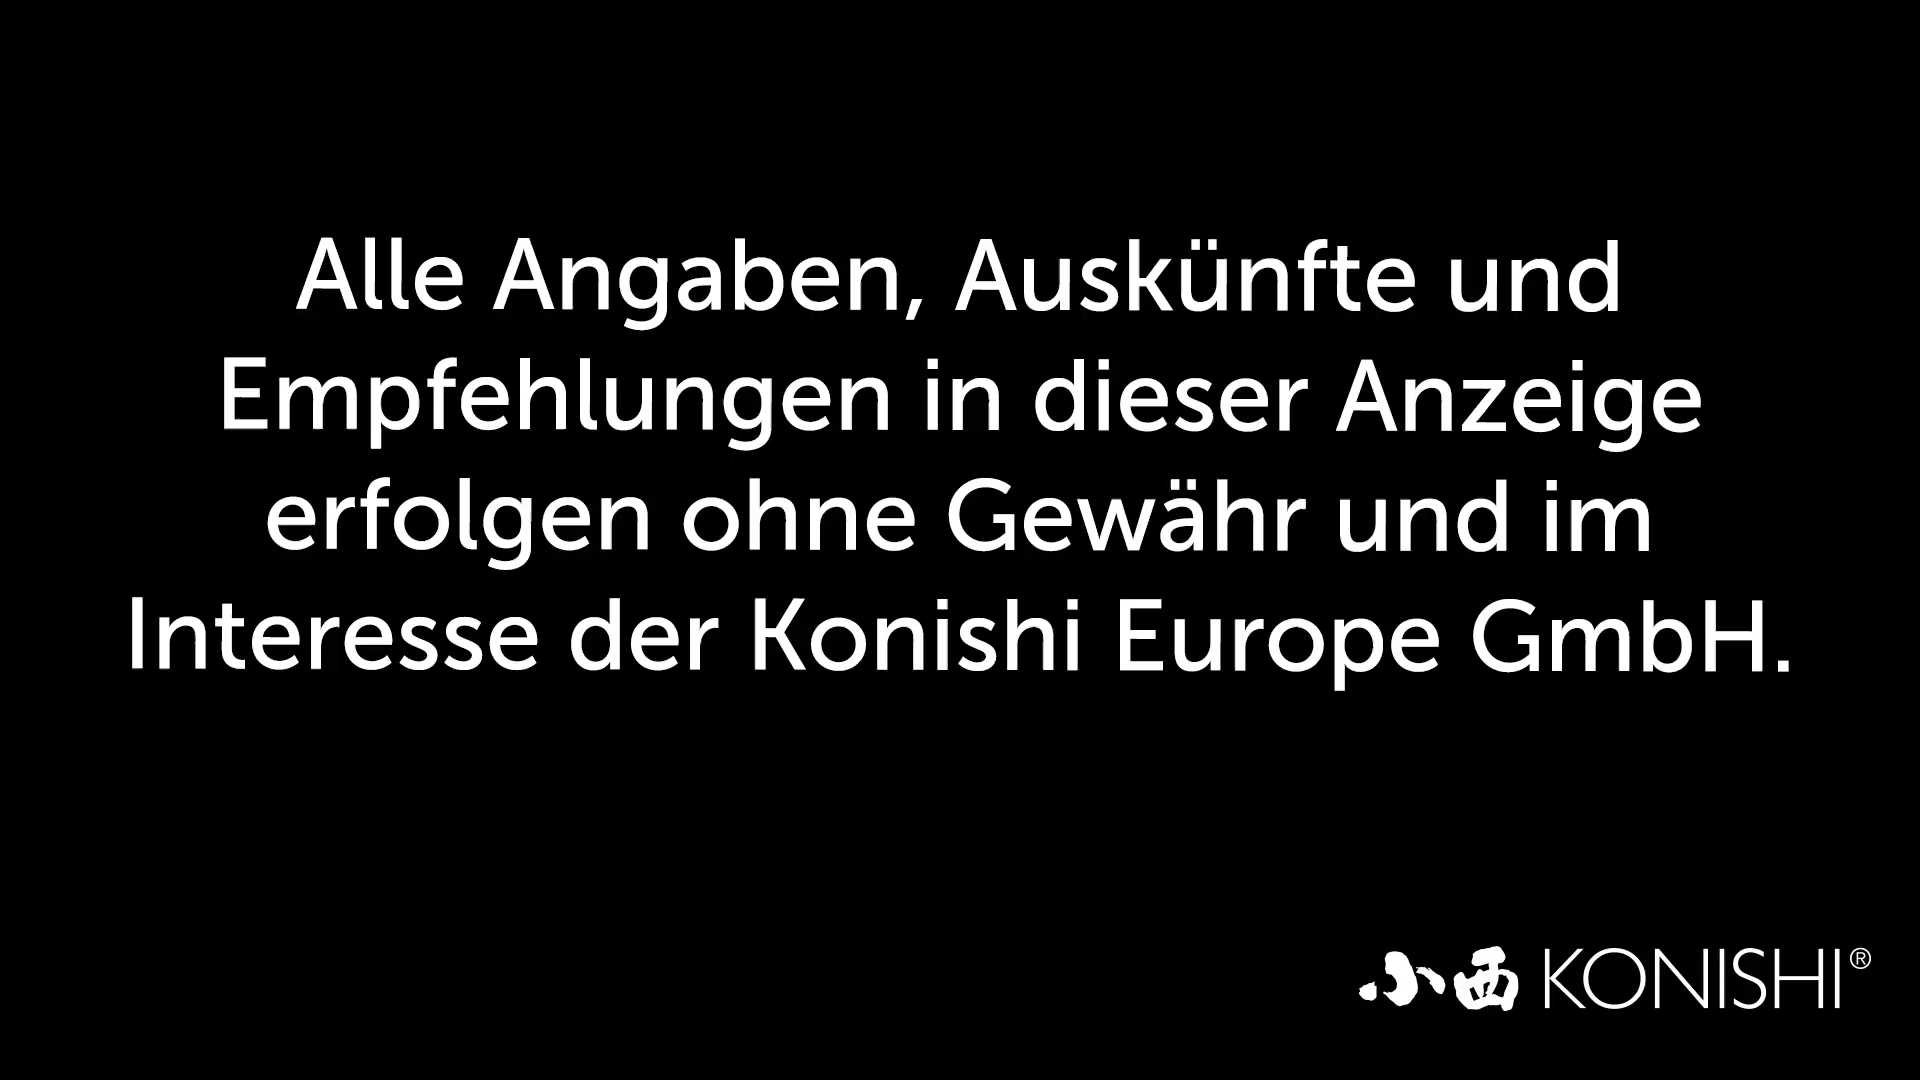 Alle Angaben, Auskünfte und
Empfehlungen in dieser Anzeige
erfolgen ohne Gewähr und im
Interesse der Konishi Europe GmbH.
小西 KONISHI®